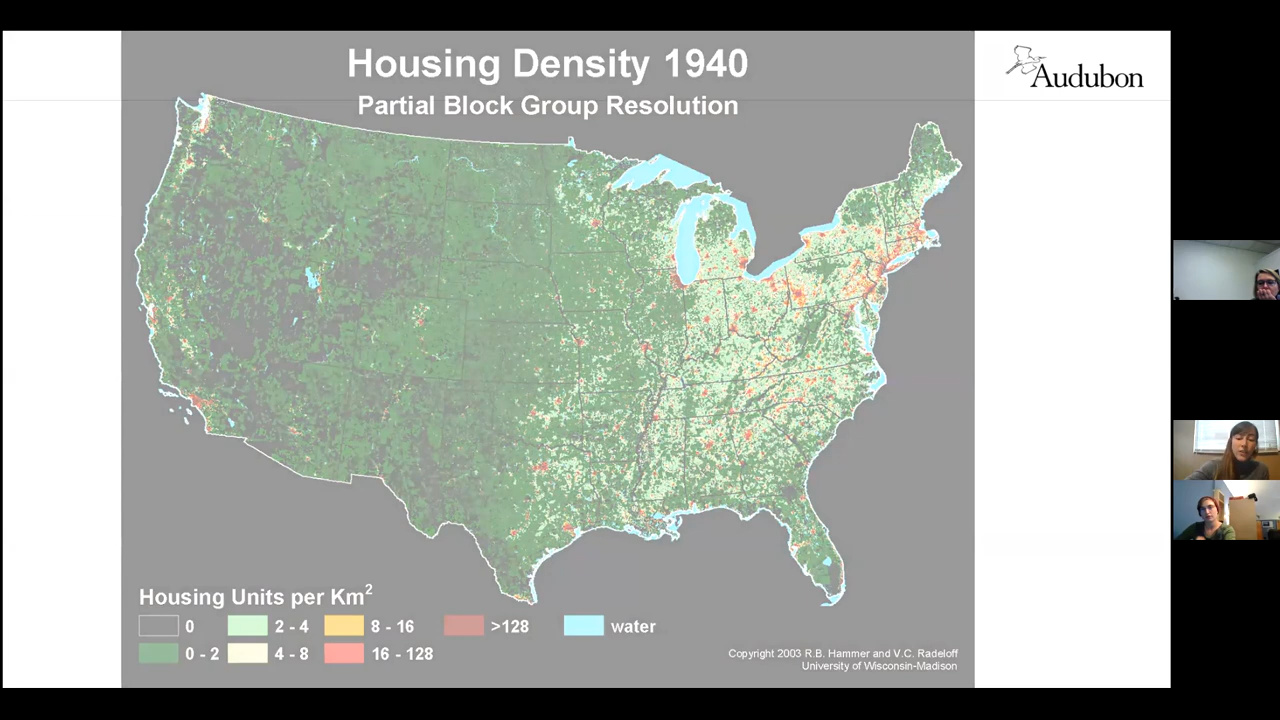 Housing Density 1940
Partial Block Group Resolution
Audubon
Housing Units per Km2
0
2 - 4
8 - 16
>128
water
0 - 2
4 - 8
16 - 128
Copyright 2003 R.B. Hammer and V.C. Radeloff
University of Wisconsin-Madison